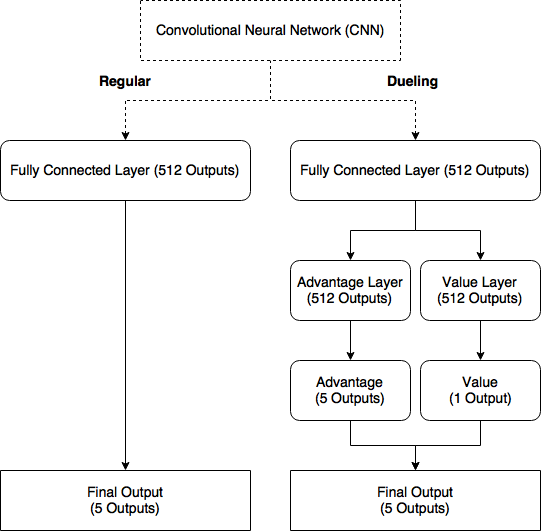 Convolutional Neural Network (CNN)
Regular
Dueling
Fully Connected Layer (512 Outputs)
Fully Connected Layer (512 Outputs)
Advantage Layer
(512 Outputs)
Value Layer
(512 Outputs)
Advantage
(5 Outputs)
Value
(1 Output)
Final Output
(5 Outputs)
Final Output
(5 Outputs)